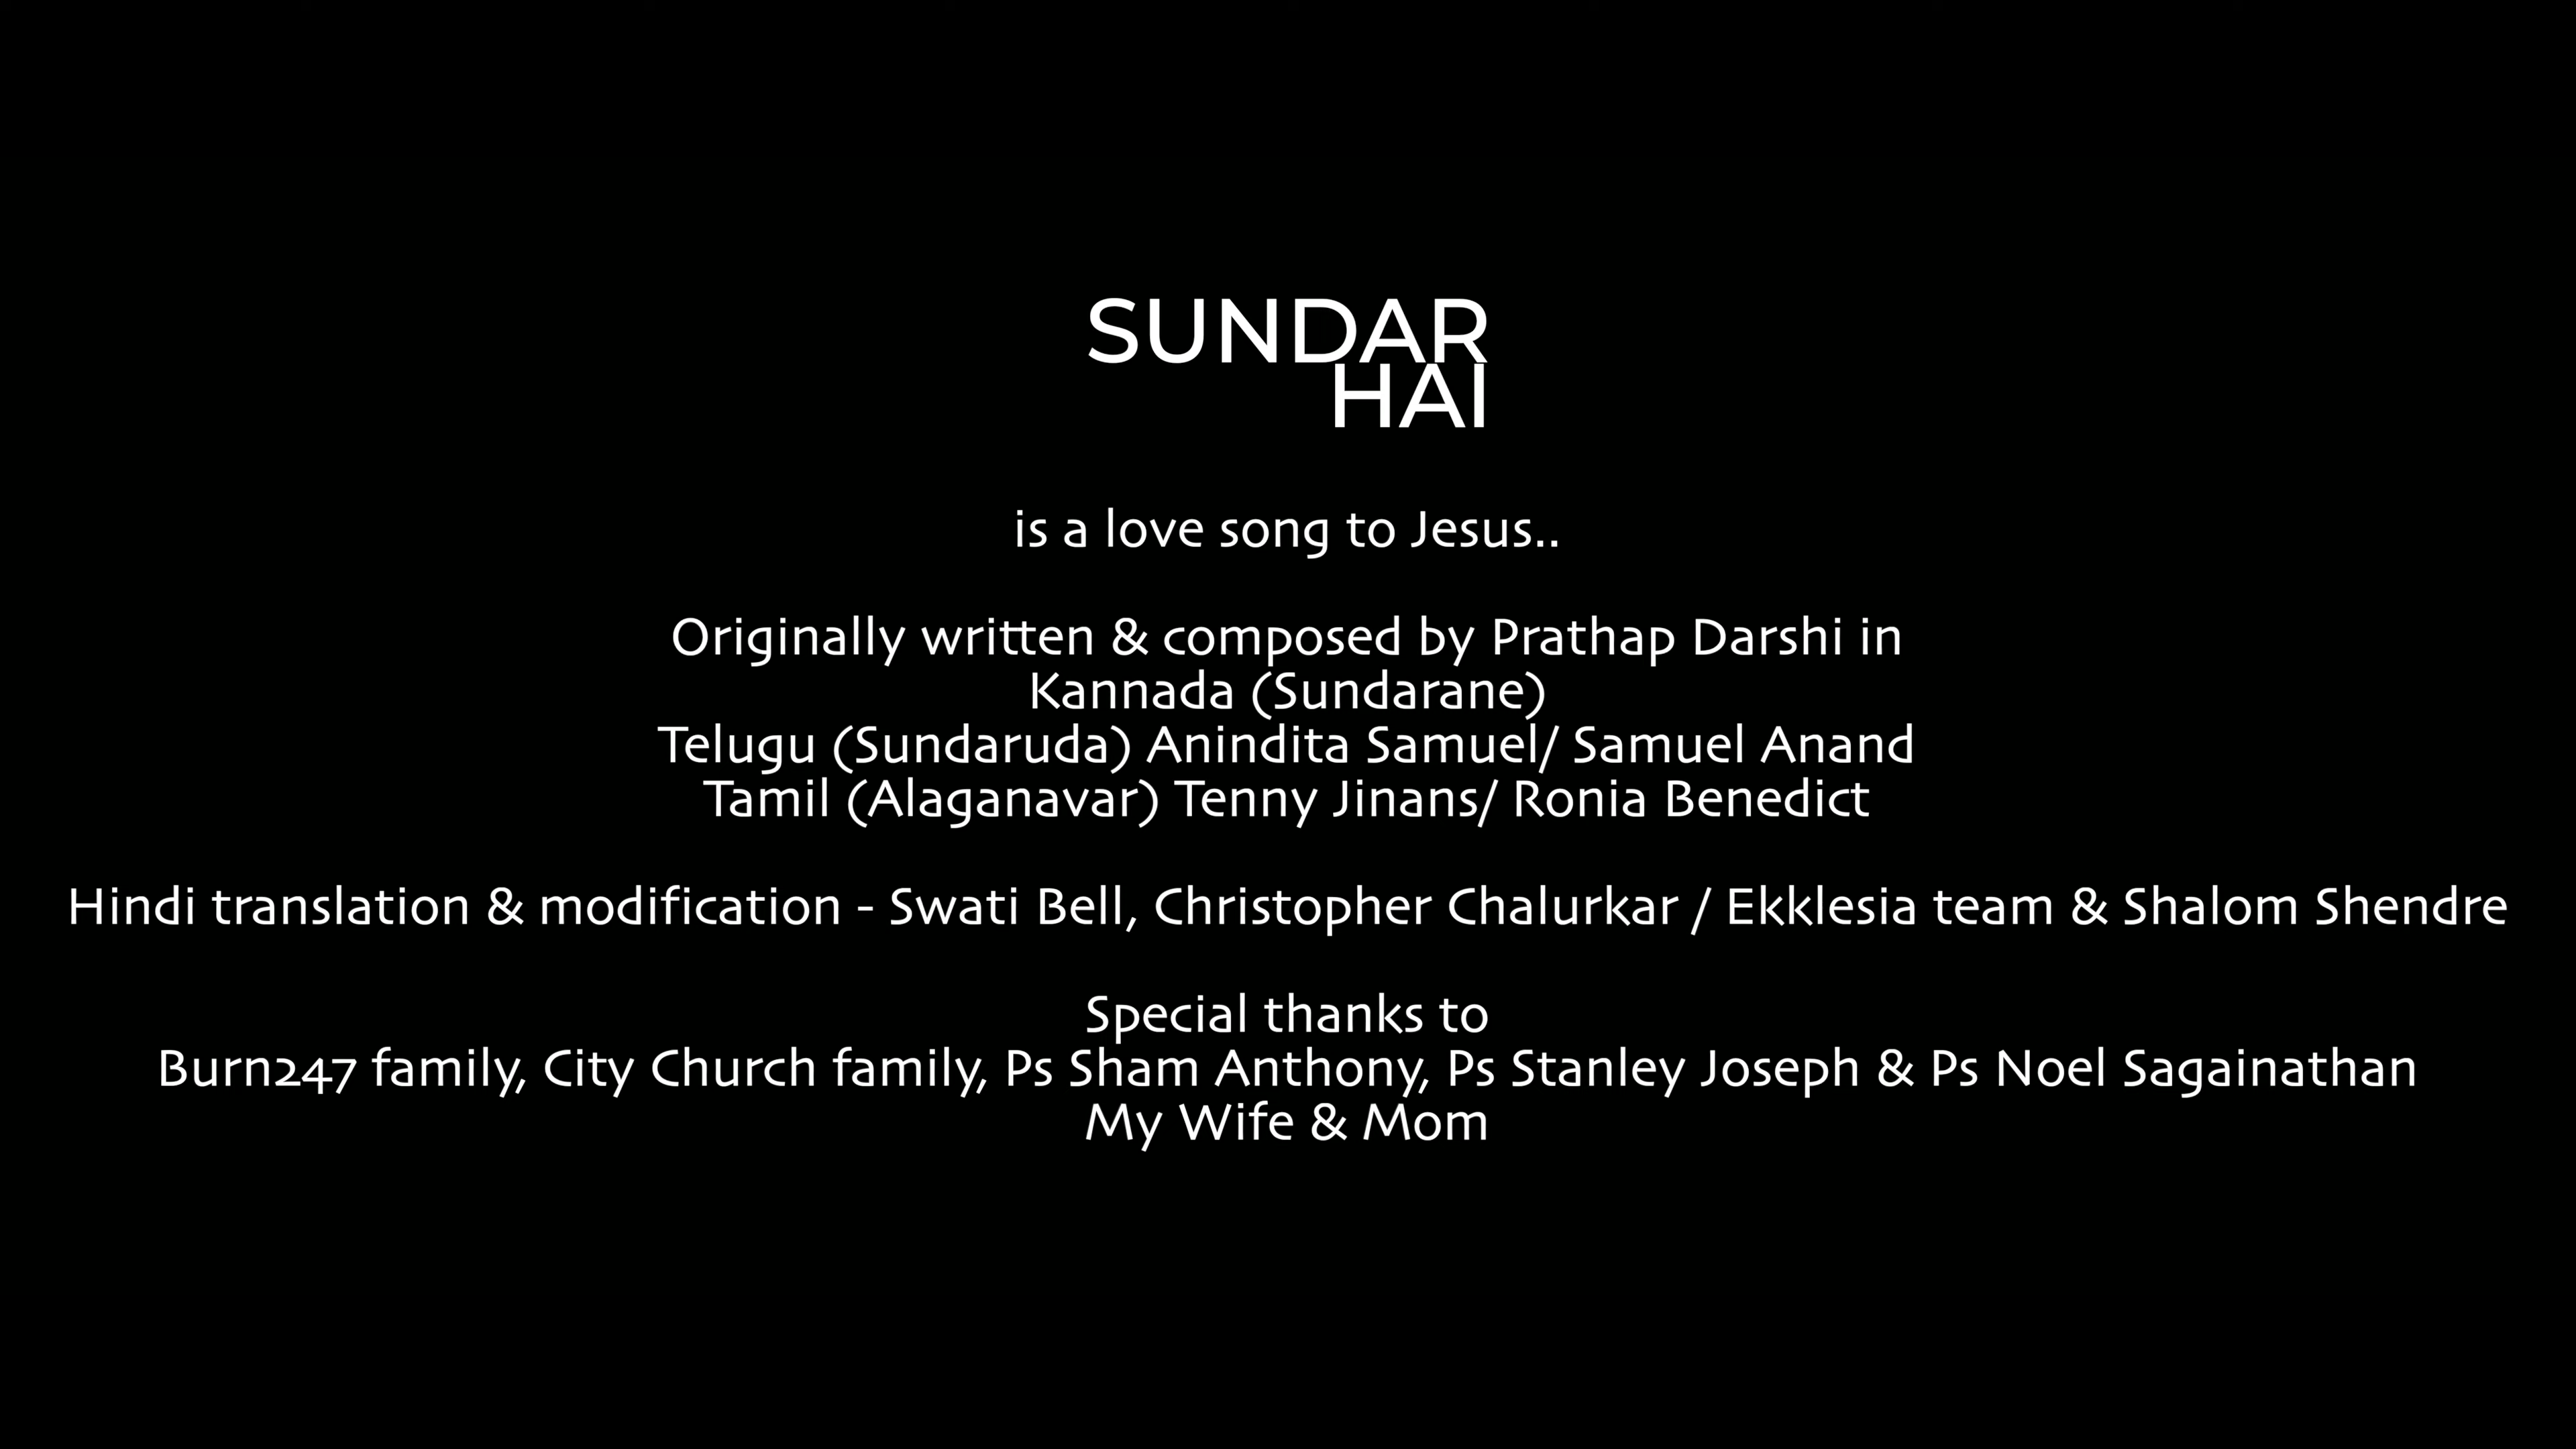 SUNDAR
HAI
is a love song to Jesus..
Originally written & composed by Prathap Darshi in
Kannada (Sundarane)
Telugu (Sundaruda) Anindita Samuel/ Samuel Anand
Tamil (Alaganavar) Tenny Jinans/ Ronia Benedict
Hindi translation & modification - Swati Bell, Christopher Chalurkar / Ekklesia team & Shalom Shendre
Special thanks to
Burn247 family, City Church family, Ps Sham Anthony, Ps Stanley Joseph & Ps Noel Sagainathan
My Wife & Mom